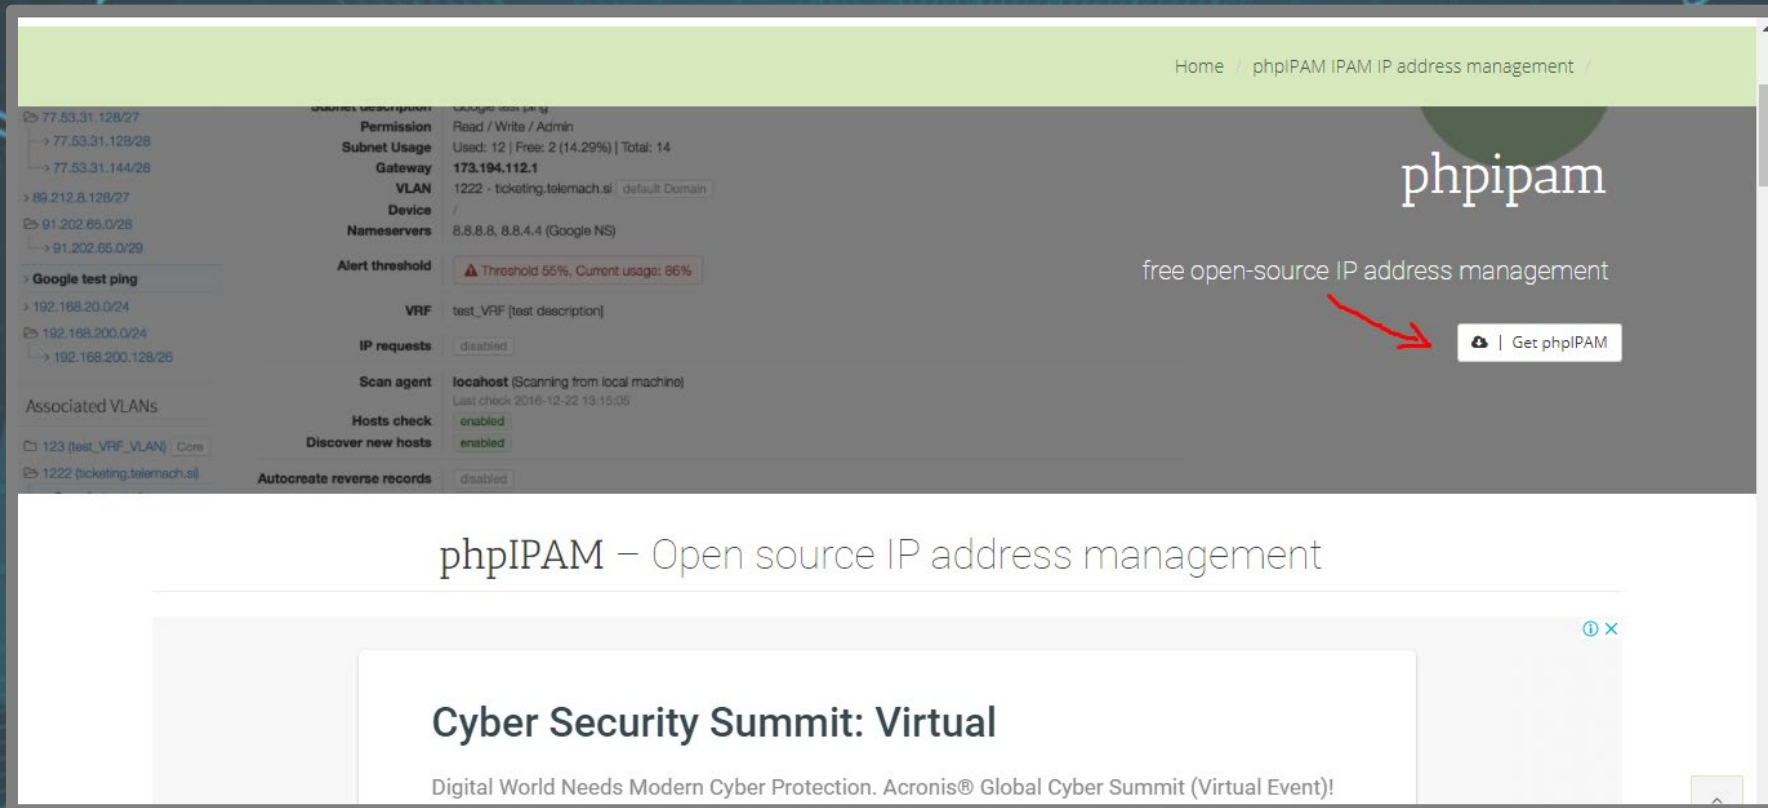 Home / phpIPAM IPAM IP address management /
77.53.31.128/27
77.53.31.128/28
77.53.31.144/28
89.212.8.128/27
91.202.65.0/28
91.202.65.0/29
Google test ping
192.168.20.0/24
192.168.200.0/24
192.168.200.128/26
Associated VLANs
123 (test_VRF_VLAN) Core
1222 (ticketing.telemach.si)
Subnet description Google test ping
Permission Read / Write / Admin
Subnet Usage Used: 12 | Free: 2 (14.29%) | Total: 14
Gateway 173.194.112.1
VLAN 1222 - ticketing.telemach.si default Domain
Device /
Nameservers 8.8.8.8, 8.8.4.4 (Google NS)
Alert threshold Threshold 55%, Current usage: 86%
VRF test_VRF [test description]
IP requests disabled
Scan agent locahost (Scanning from local machine)
Last check 2016-12-22 13:15:05
Hosts check enabled
Discover new hosts enabled
Autocreate reverse records disabled
phpipam
free open-source IP address management
| Get phpIPAM
phpIPAM – Open source IP address management
Cyber Security Summit: Virtual
Digital World Needs Modern Cyber Protection. Acronis® Global Cyber Summit (Virtual Event)!